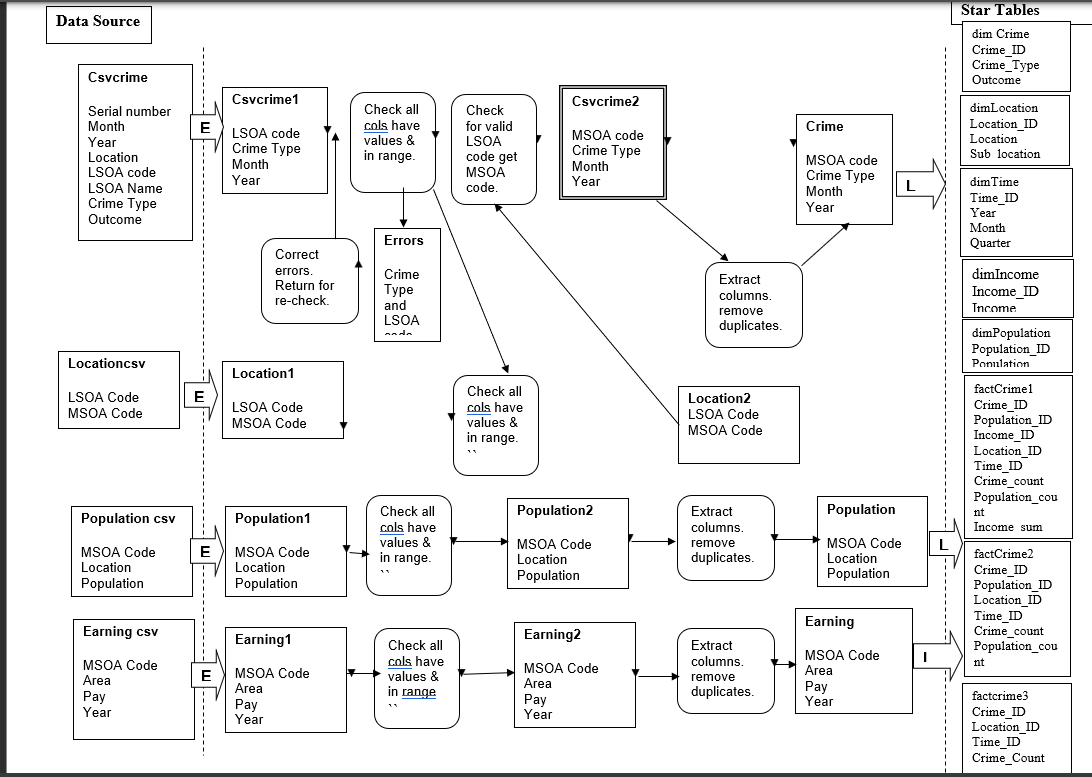 Data Source
Star Tables
Csvcrime
Serial number
Month
Year
Location
LSOA code
LSOA Name
Crime Type
Outcome
E
Csvcrime1
LSOA code
Crime Type
Month
Year
Check all
cols have
values &
in range.
Check
for valid
LSOA
code get
MSOA
code.
Csvcrime2
MSOA code
Crime Type
Month
Year
Crime
MSOA code
Crime Type
Month
Year
L
Correct
errors.
Return for
re-check.
Errors
Crime
Type
and
LSOA
code
Extract
columns.
remove
duplicates.
Locationcsv
LSOA Code
MSOA Code
E
Location1
LSOA Code
MSOA Code
Check all
cols have
values &
in range.
``
Location2
LSOA Code
MSOA Code
Population csv
MSOA Code
Location
Population
E
Population1
MSOA Code
Location
Population
Check all
cols have
values &
in range.
``
Population2
MSOA Code
Location
Population
Extract
columns.
remove
duplicates.
Population
MSOA Code
Location
Population
L
Earning csv
MSOA Code
Area
Pay
Year
E
Earning1
MSOA Code
Area
Pay
Year
Check all
cols have
values &
in range
``
Earning2
MSOA Code
Area
Pay
Year
Extract
columns.
remove
duplicates.
Earning
MSOA Code
Area
Pay
Year
I
dim Crime
Crime_ID
Crime_Type
Outcome
dimLocation
Location_ID
Location
Sub_location
dimTime
Time_ID
Year
Month
Quarter
dimIncome
Income_ID
Income
dimPopulation
Population_ID
Population
factCrime1
Crime_ID
Population_ID
Income_ID
Location_ID
Time_ID
Crime_count
Population_cou
nt
Income_sum
factCrime2
Crime_ID
Population_ID
Location_ID
Time_ID
Crime_count
Population_cou
nt
factcrime3
Crime_ID
Location_ID
Time_ID
Crime_Count